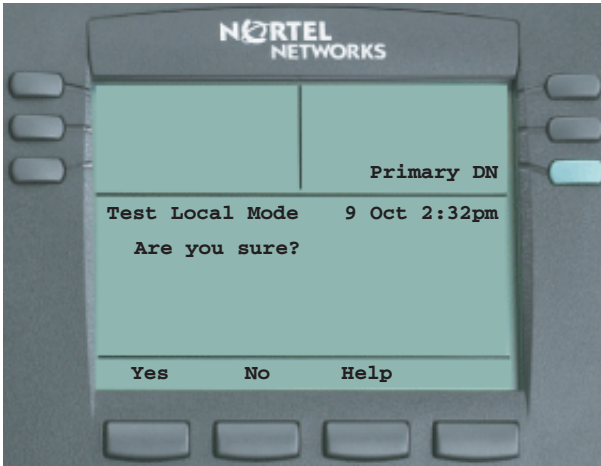 NORTEL
NETWORKS
Primary DN
Test Local Mode 9 Oct 2:32pm
Are you sure?
Yes No Help